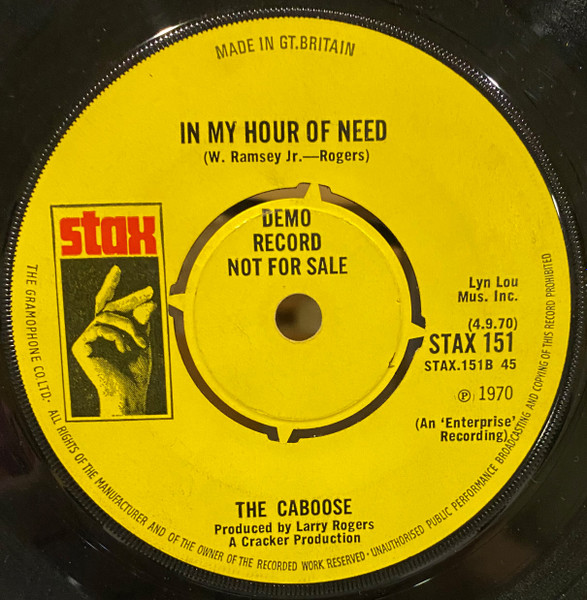 MADE IN GT.BRITAIN
IN MY HOUR OF NEED
(W. Ramsey Jr.—Rogers)
DEMO
RECORD
NOT FOR SALE
stax
Lyn Lou
Mus. Inc.
(4.9.70)
STAX 151
STAX.151B 45
℗ 1970
(An 'Enterprise'
Recording)
THE CABOOSE
Produced by Larry Rogers
A Cracker Production
THE GRAMOPHONE CO.LTD.· ALL RIGHTS OF THE MANUFACTURER AND OF THE OWNER OF THE RECORDED WORK RESERVED · UNAUTHORISED PUBLIC PERFORMANCE BROADCASTING AND COPYING OF THIS RECORD PROHIBITED